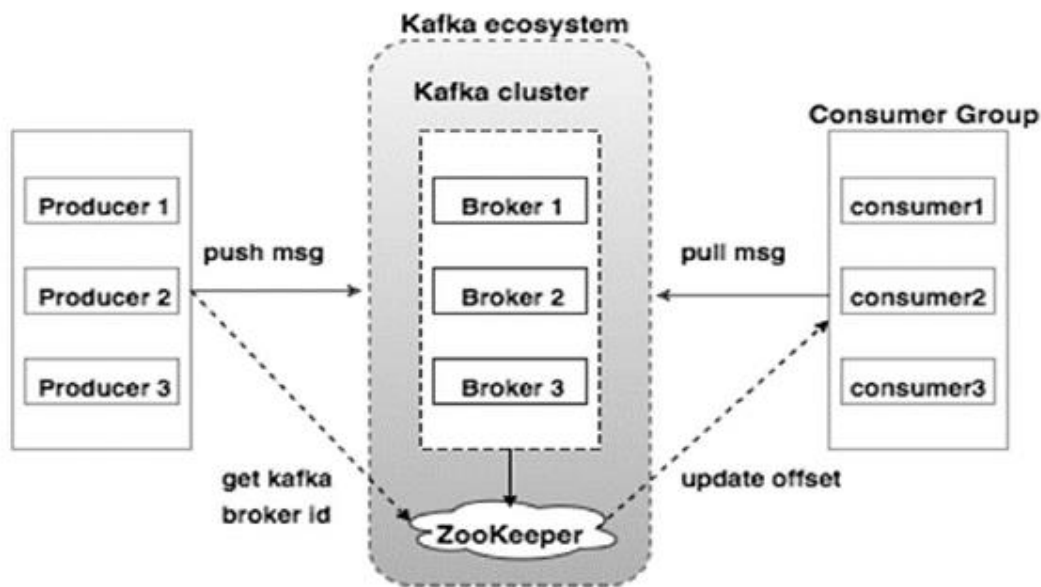 Kafka ecosystem
Kafka cluster
Consumer Group
Producer 1
Broker 1
consumer1
push msg
pull msg
Producer 2
Broker 2
consumer2
Producer 3
Broker 3
consumer3
get kafka
broker id
update offset
ZooKeeper